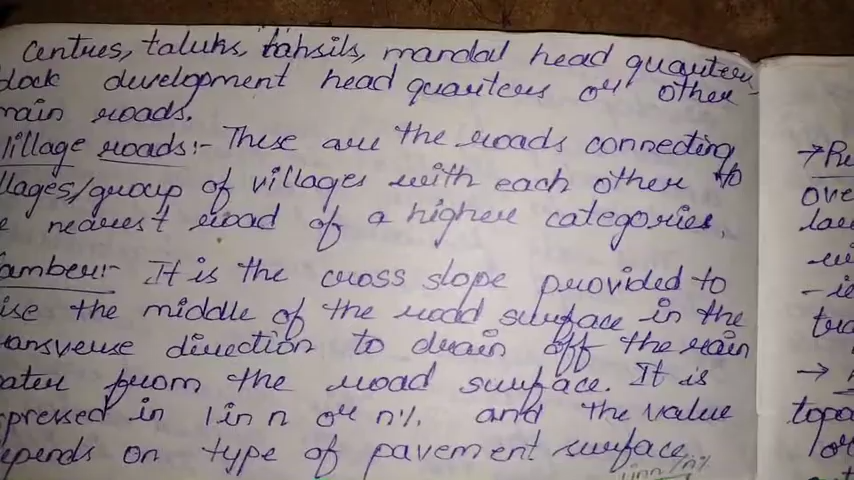 centres, taluks, tahsils, mandal head quarters,
block development head quarters or other
main roads.
Village roads:- These are the roads connecting
villages/group of villages with each other to
nearest road of a higher categories.
Camber:- It is the cross slope provided to
the middle of the road surface in the
transverse direction to drain off the rain
water from the road surface. It is
expressed in 1 in n or n% and the value
depends on type of pavement surface
1inn/n%
→
ove
→
topo
or